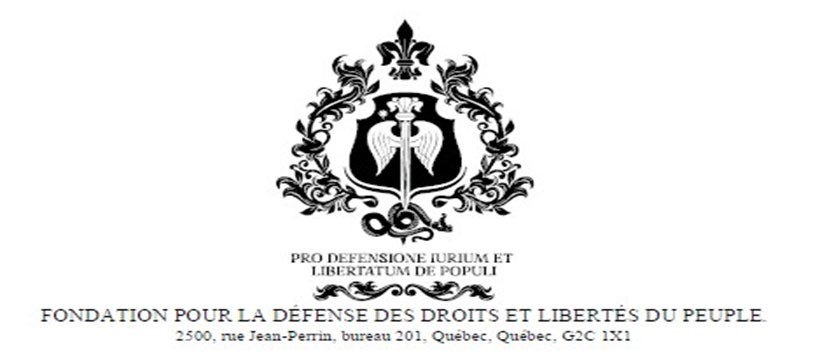 PRO DEFENSIONE IURIUM ET
LIBERTATUM DE POPULI
FONDATION POUR LA DÉFENSE DES DROITS ET LIBERTÉS DU PEUPLE.
2500, rue Jean-Perrin, bureau 201, Québec, Québec, G2C 1X1